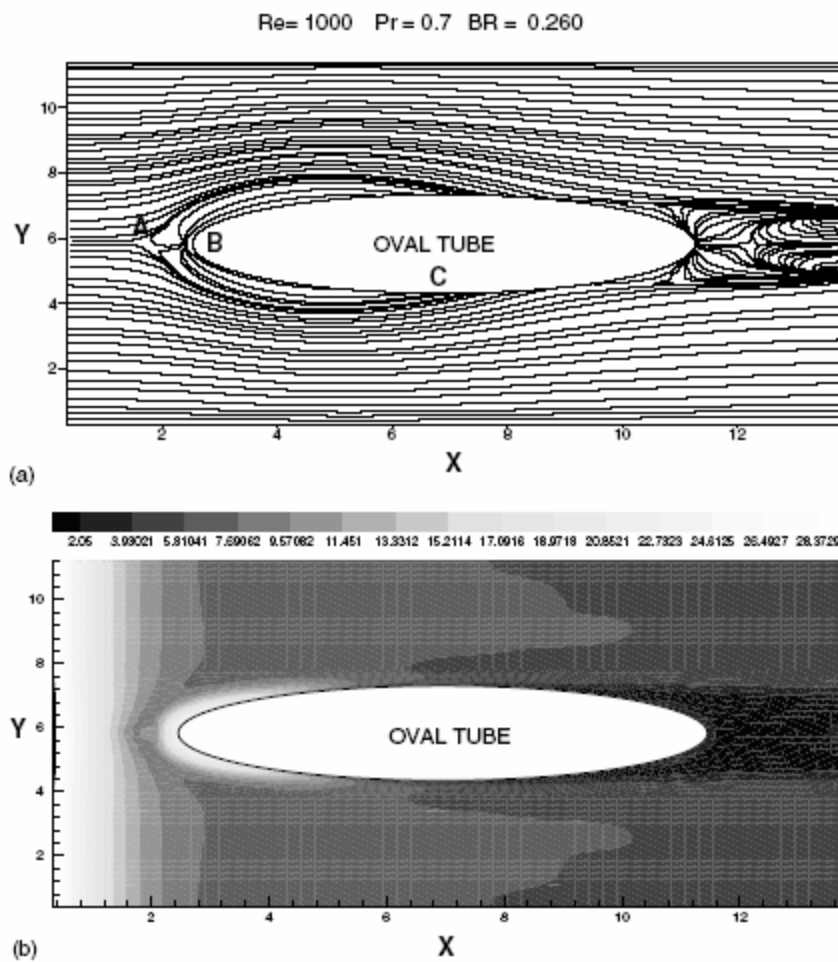 Re= 1000 Pr = 0.7 BR = 0.260
10
8
Y
6
4
2
A
B
OVAL TUBE
C
2 4 6 8 10 12
X
(a)
2.05 3.93021 5.81041 7.69062 9.57082 11.451 13.3312 15.2114 17.0916 18.9718 20.8521 22.7323 24.6125 26.4927 28.3729
10
8
Y
6
4
2
OVAL TUBE
2 4 6 8 10 12
X
(b)